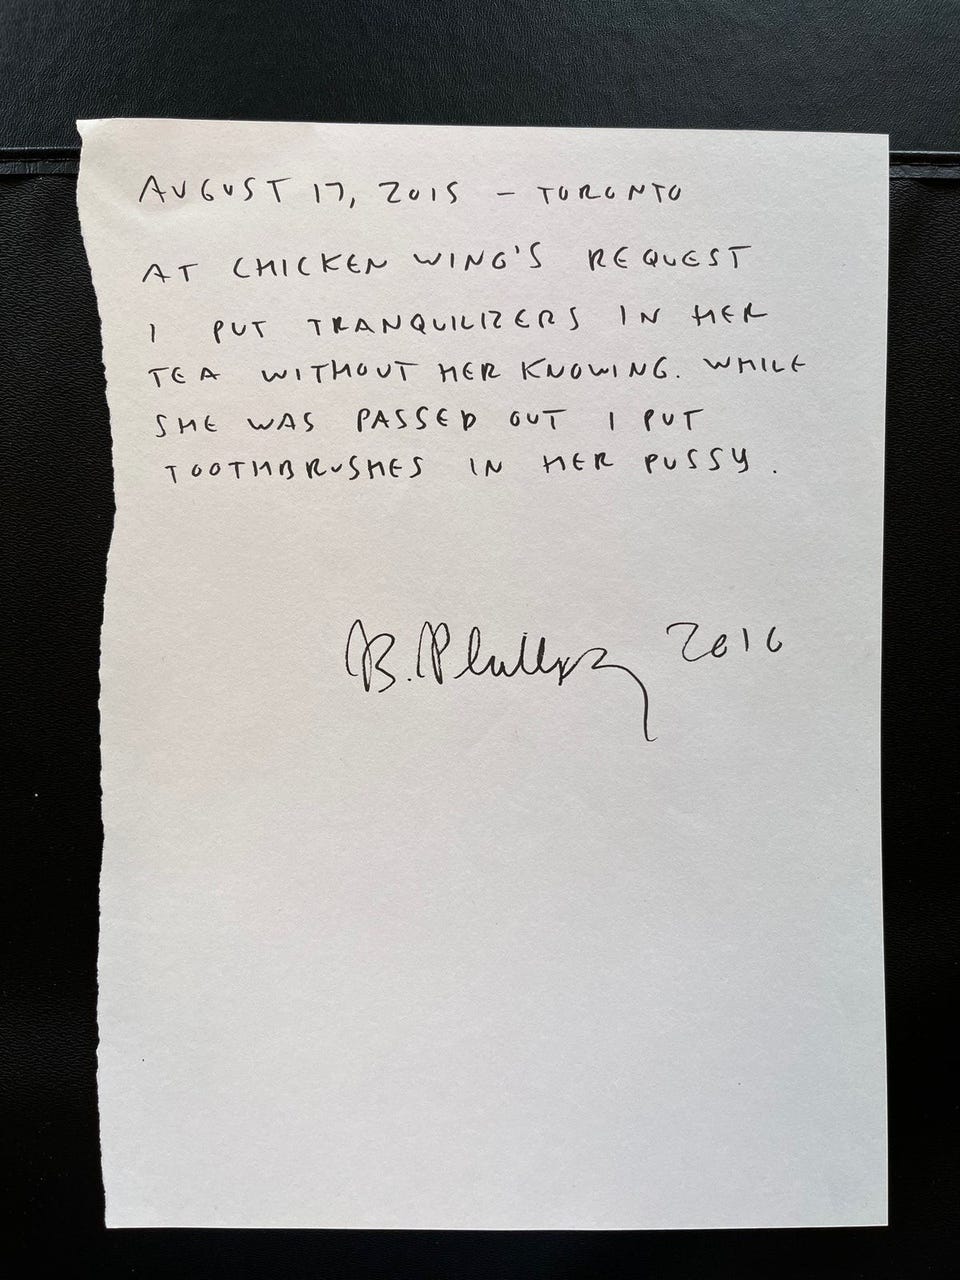 AUGUST 17, 2015 – TORONTO
AT CHICKEN WING'S REQUEST
I PUT TRANQUILIZERS IN HER
TEA WITHOUT HER KNOWING. WHILE
SHE WAS PASSED OUT I PUT
TOOTHBRUSHES IN HER PUSSY.
B. 2016